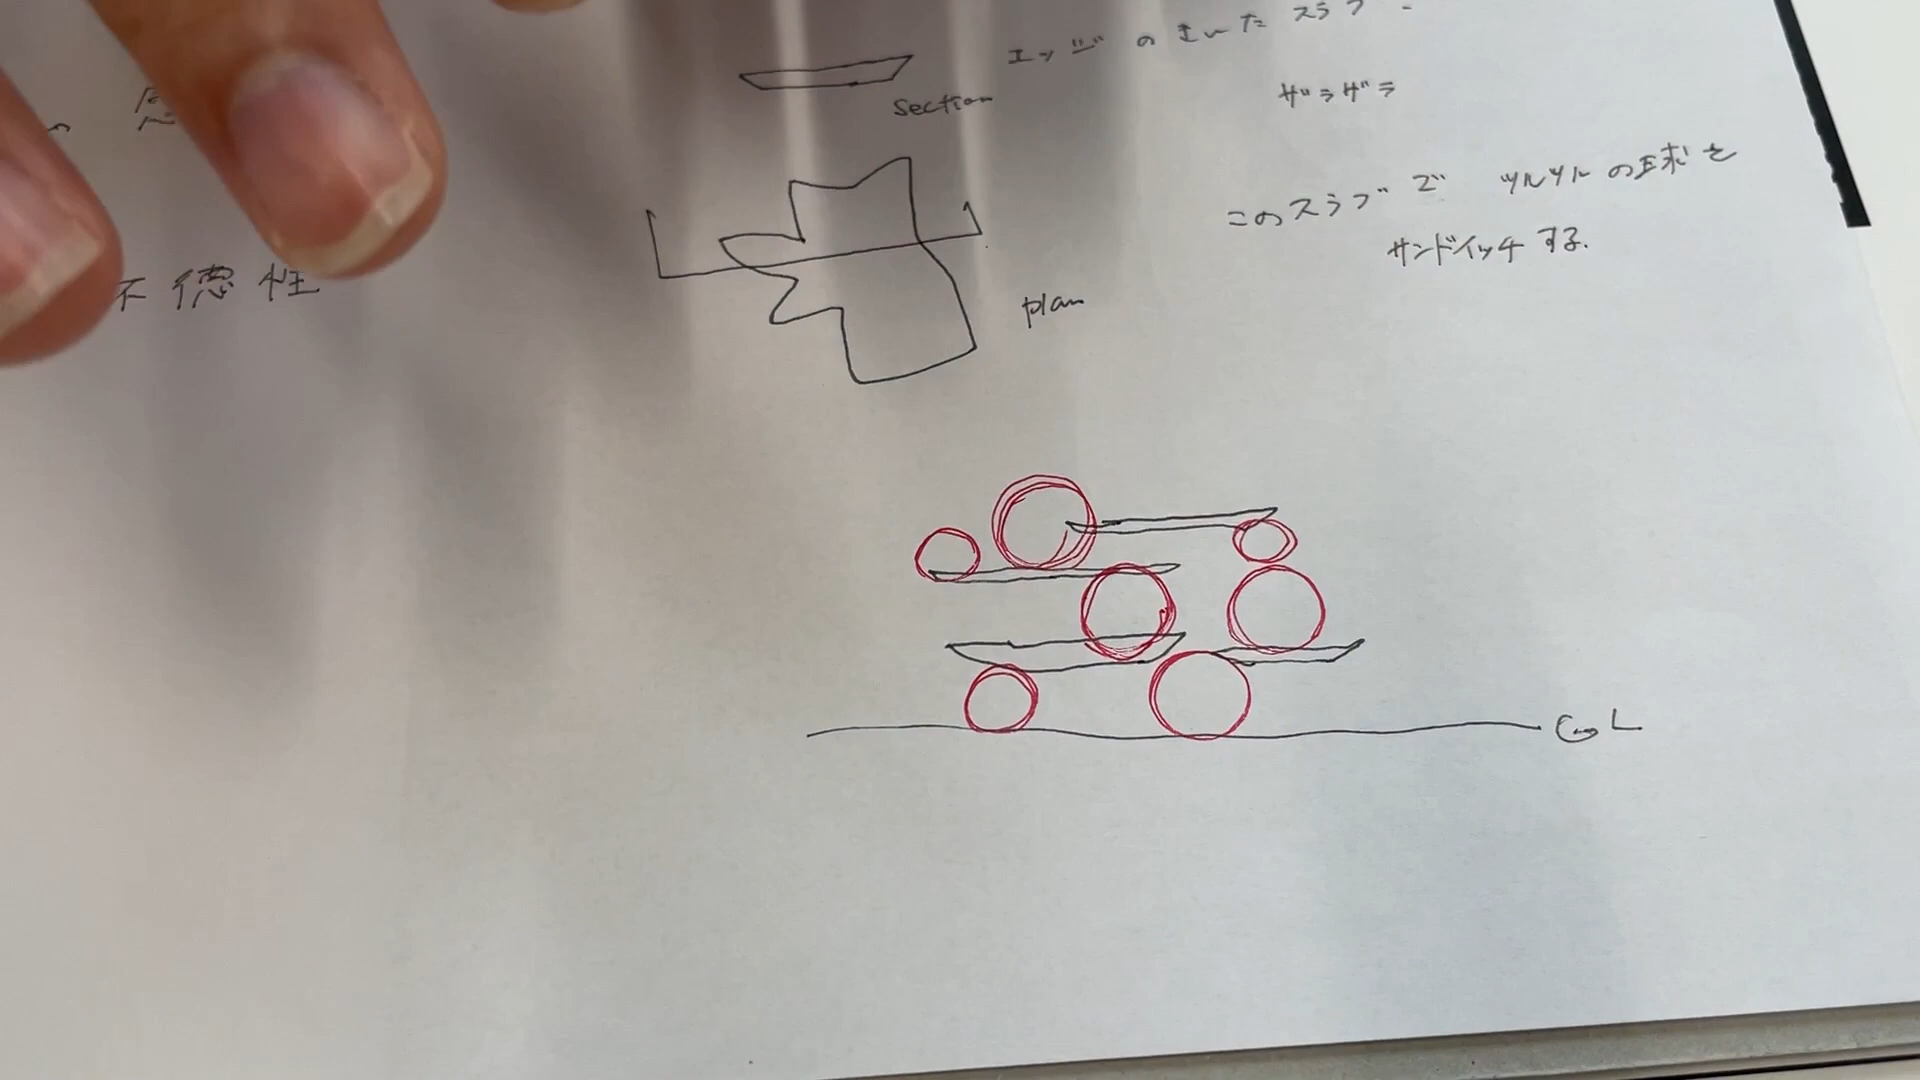 エッジのきいたスラブ.
section
ザラザラ
このスラブで ツルツルの球を
サンドイッチする.
plan
徳性
GL